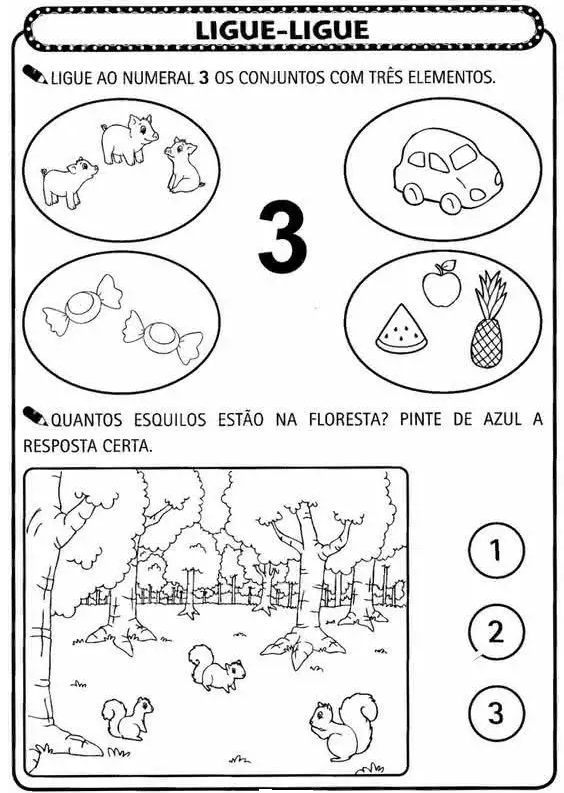 LIGUE-LIGUE
LIGUE AO NUMERAL 3 OS CONJUNTOS COM TRÊS ELEMENTOS.
3
QUANTOS ESQUILOS ESTÃO NA FLORESTA? PINTE DE AZUL A
RESPOSTA CERTA.
1
2
3